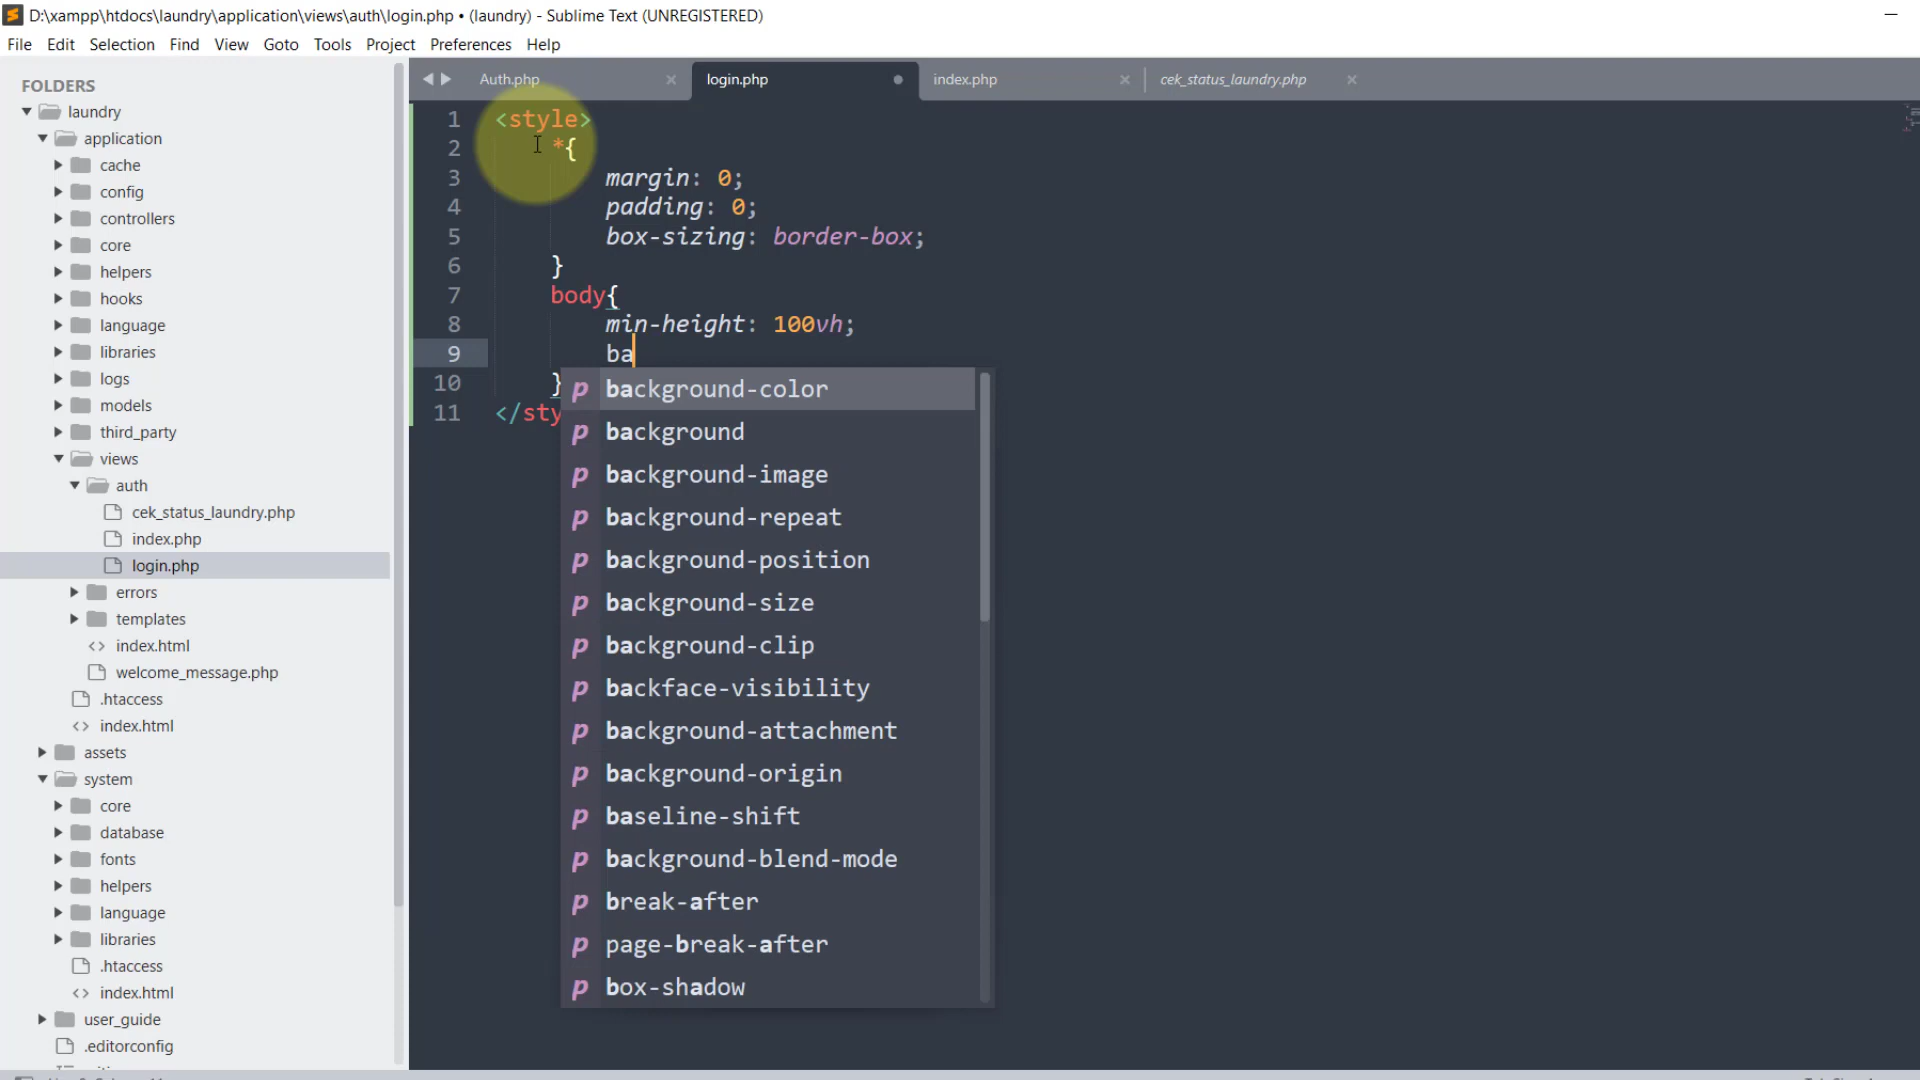 D:\xampp\htdocs\laundry\application\views\auth\login.php • (laundry) - Sublime Text (UNREGISTERED)
File Edit Selection Find View Goto Tools Project Preferences Help
FOLDERS
laundry
application
cache
config
controllers
core
helpers
hooks
language
libraries
logs
models
third_party
views
auth
cek_status_laundry.php
index.php
login.php
errors
templates
index.html
welcome_message.php
.htaccess
index.html
assets
system
core
database
fonts
helpers
language
libraries
.htaccess
index.html
user_guide
.editorconfig
Auth.php login.php index.php cek_status_laundry.php
1 <style>
2 *{
3 margin: 0;
4 padding: 0;
5 box-sizing: border-box;
6 }
7 body{
8 min-height: 100vh;
9 ba
10 }
11 </sty
p background-color
p background
p background-image
p background-repeat
p background-position
p background-size
p background-clip
p backface-visibility
p background-attachment
p background-origin
p baseline-shift
p background-blend-mode
p break-after
p page-break-after
p box-shadow